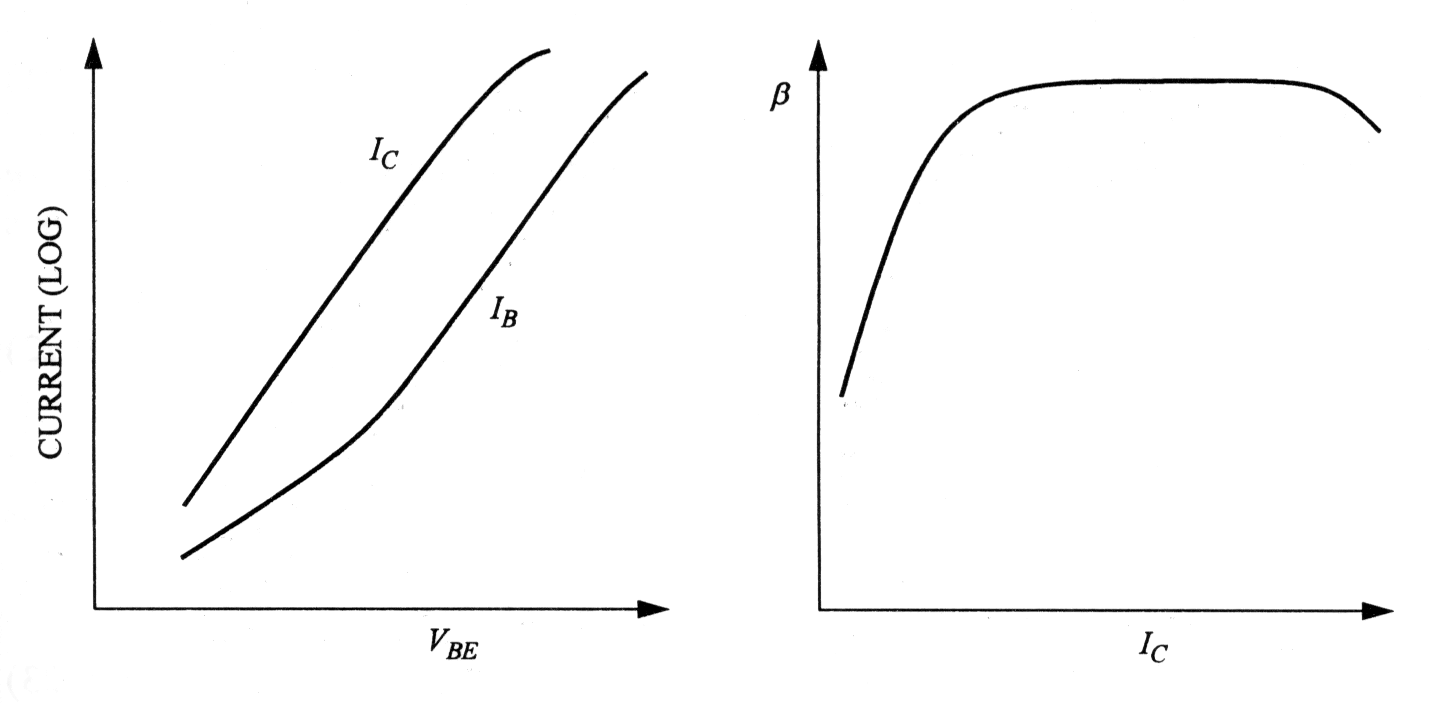 CURRENT (LOG)
I_C
I_B
V_BE
β
I_C